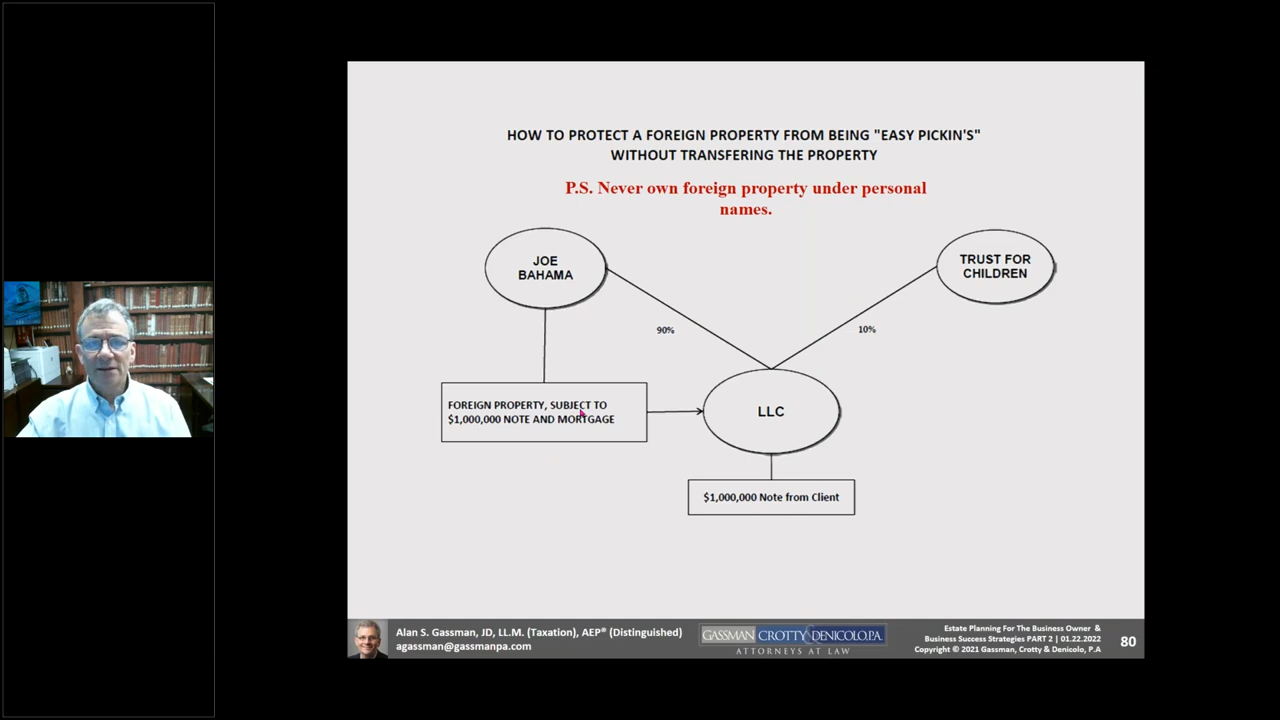 HOW TO PROTECT A FOREIGN PROPERTY FROM BEING "EASY PICKIN'S"
WITHOUT TRANSFERING THE PROPERTY
P.S. Never own foreign property under personal
names.
JOE
BAHAMA
TRUST FOR
CHILDREN
90%
10%
FOREIGN PROPERTY, SUBJECT TO
$1,000,000 NOTE AND MORTGAGE
LLC
$1,000,000 Note from Client
Alan S. Gassman, JD, LL.M. (Taxation), AEP® (Distinguished)
agassman@gassmanpa.com
GASSMAN CROTTY & DENICOLO, P.A.
ATTORNEYS AT LAW
Estate Planning For The Business Owner &
Business Success Strategies PART 2 | 01.22.2022
Copyright © 2021 Gassman, Crotty & Denicolo, P.A
80